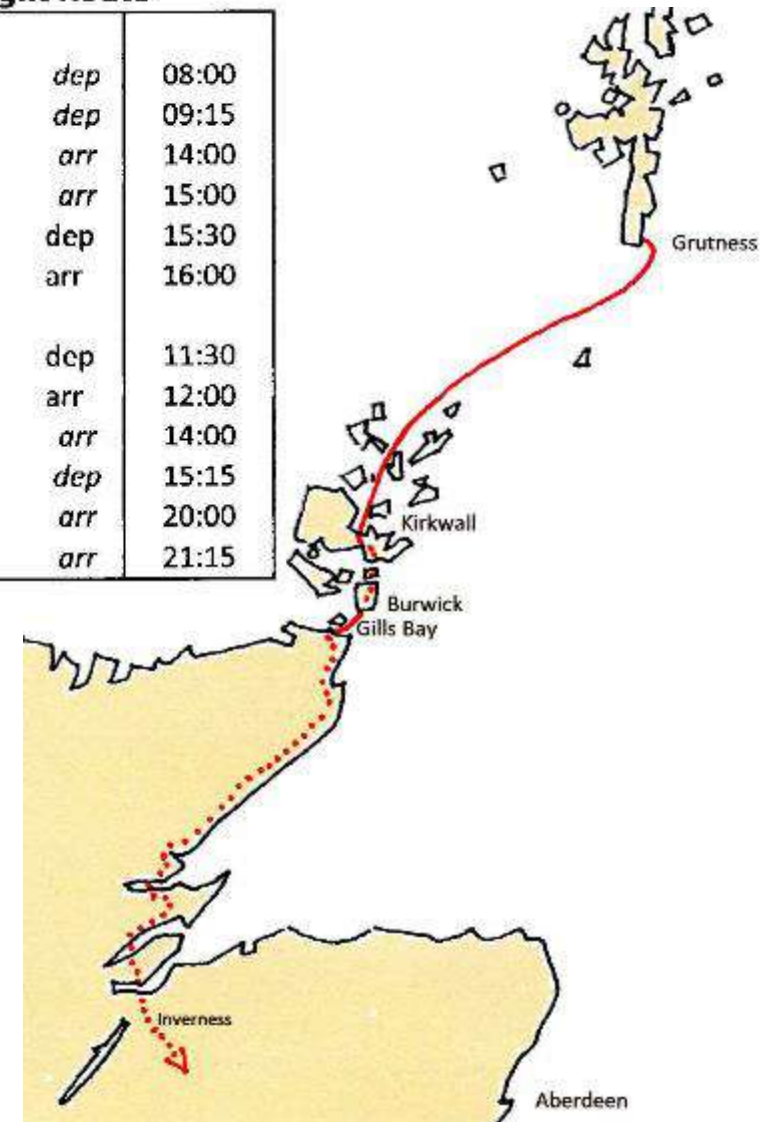 dep 08:00
dep 09:15
arr 14:00
arr 15:00
dep 15:30
arr 16:00
dep 11:30
arr 12:00
arr 14:00
dep 15:15
arr 20:00
arr 21:15
Grutness
Kirkwall
Burwick
Gills Bay
Inverness
Aberdeen